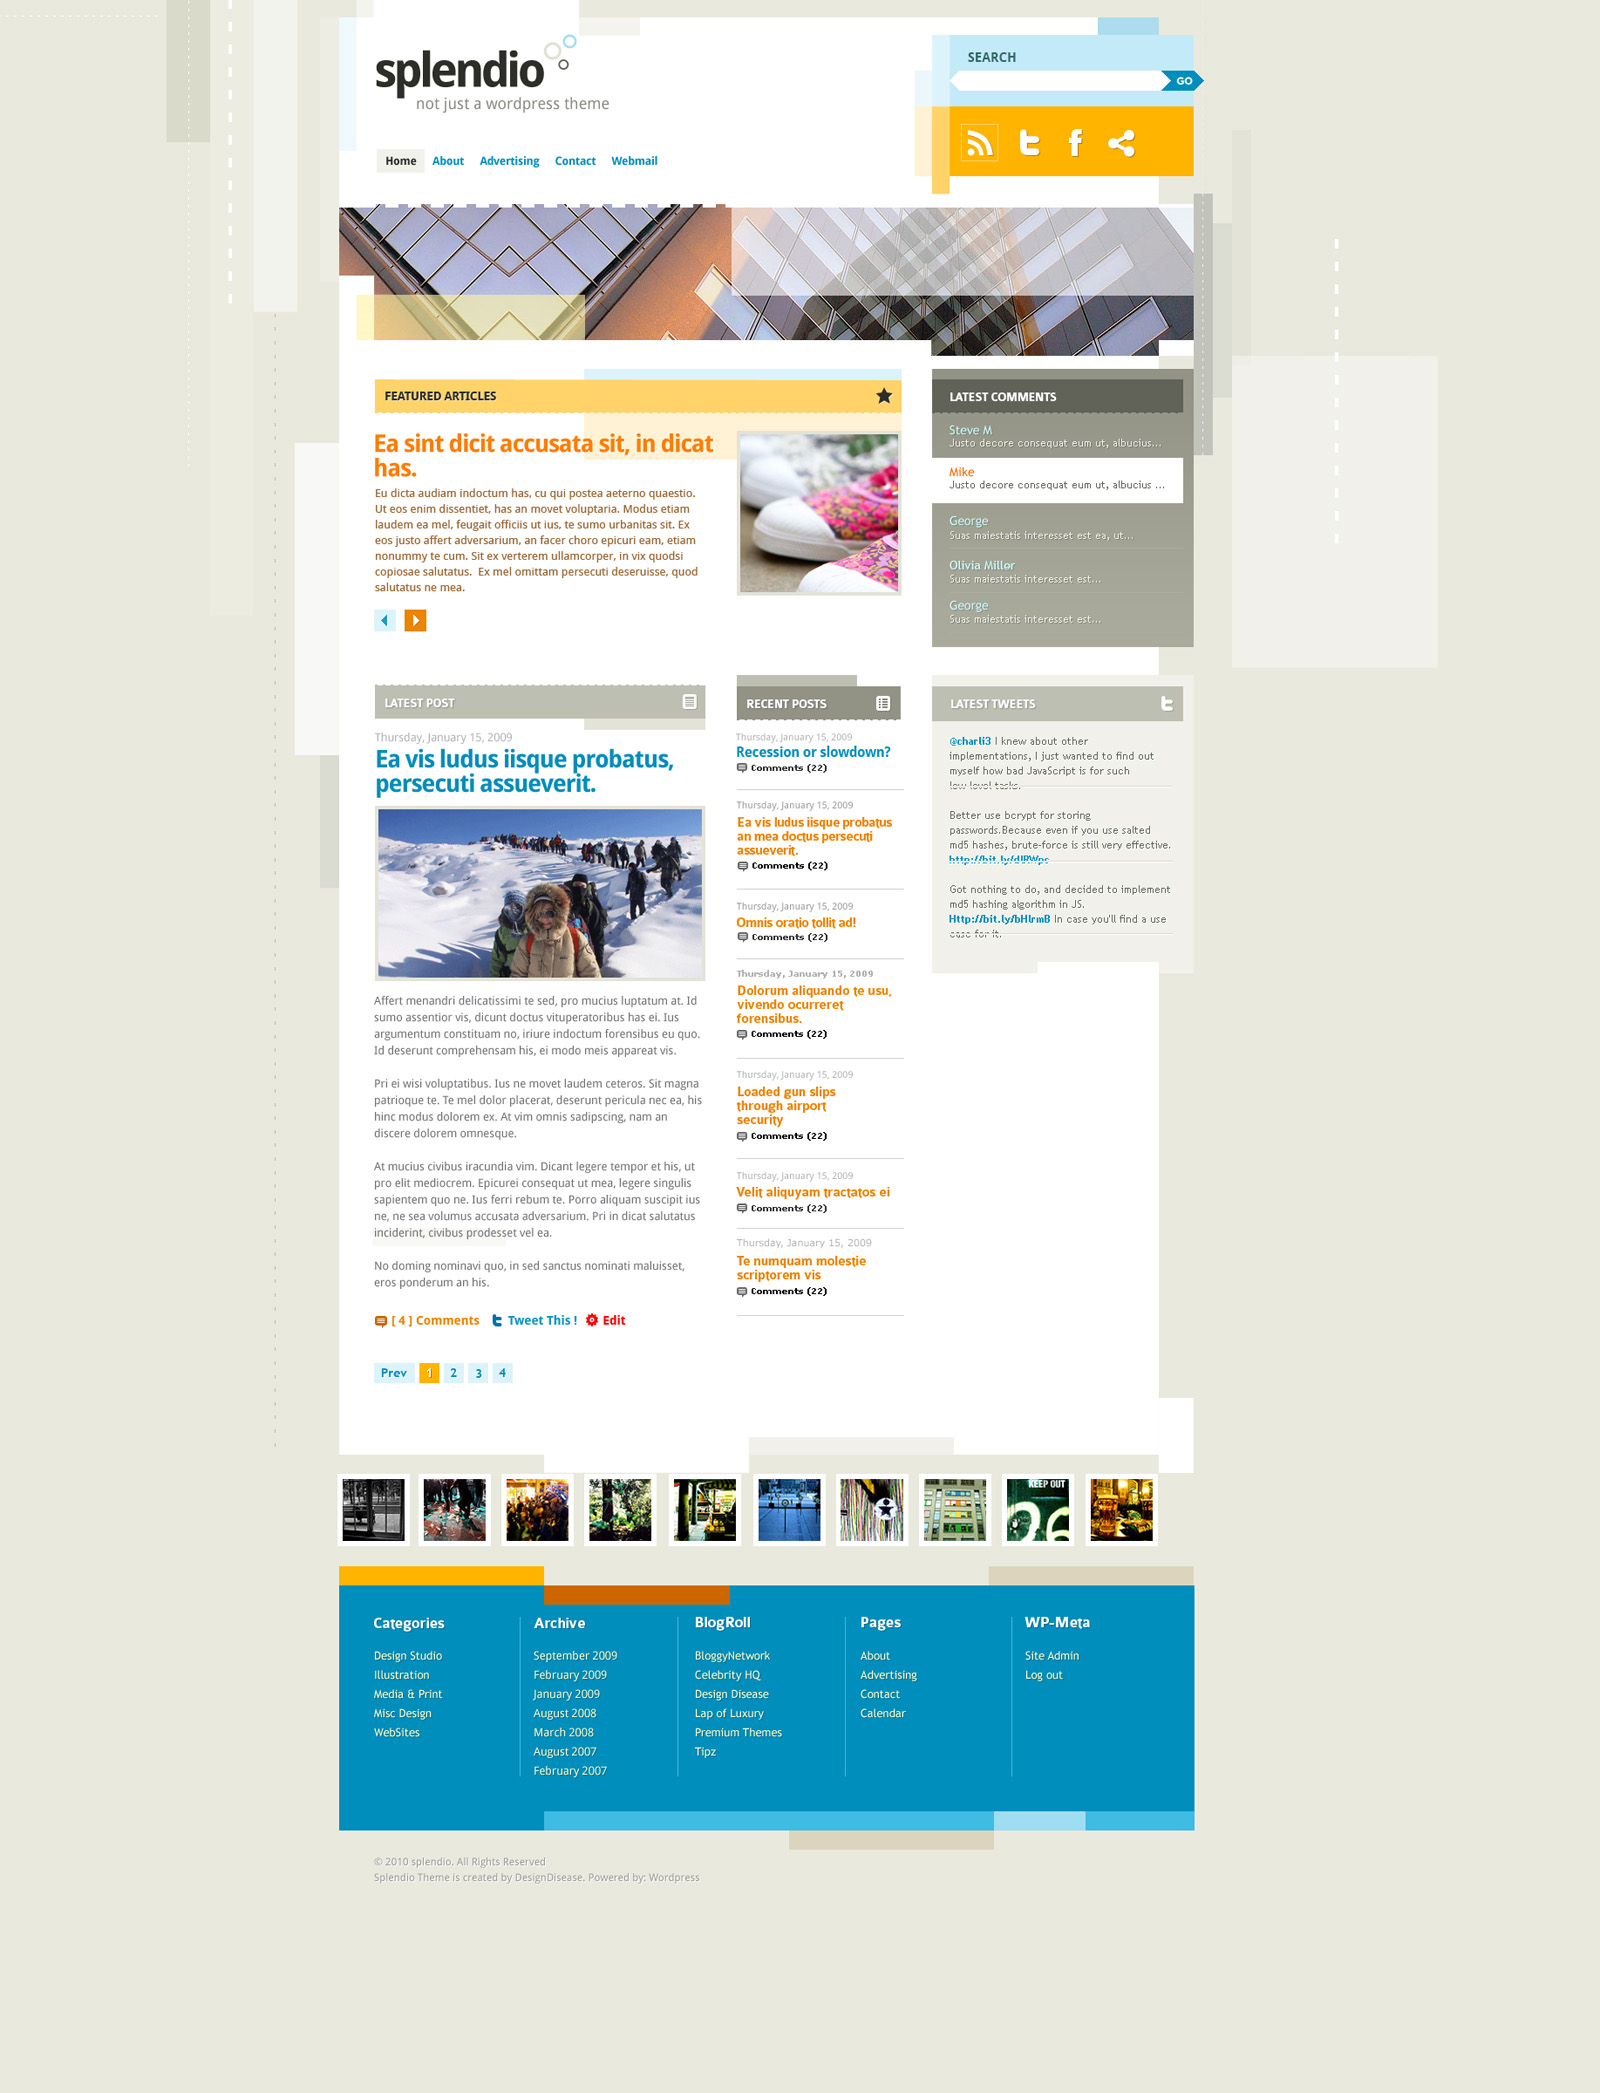 splendio
not just a wordpress theme
SEARCH
GO
Home
About
Advertising
Contact
Webmail
FEATURED ARTICLES
Ea sint dicit accusata sit, in dicat
has.
Eu dicta audiam indoctum has, cu qui postea aeterno quaestio.
Ut eos enim dissentiet, has an movet voluptaria. Modus etiam
laudem ea mel, feugait officiis ut ius, te sumo urbanitas sit. Ex
eos justo affert adversarium, an facer choro epicuri eam, etiam
nonummy te cum. Sit ex verterem ullamcorper, in vix quodsi
copiosae salutatus.  Ex mel omittam persecuti deseruisse, quod
salutatus ne mea.
LATEST COMMENTS
Steve M
Justo decore consequat eum ut, albucius...
Mike
Justo decore consequat eum ut, albucius ...
George
Suas maiestatis interesset est ea, ut...
Olivia Miller
Suas maiestatis interesset est...
George
Suas maiestatis interesset est...
LATEST POST
Thursday, January 15, 2009
Ea vis ludus iisque probatus,
persecuti assueverit.
Affert menandri delicatissimi te sed, pro mucius luptatum at. Id
sumo assentior vis, dicunt doctus vituperatoribus has ei. Ius
argumentum constituam no, iriure indoctum forensibus eu quo.
Id deserunt comprehensam his, ei modo meis appareat vis.
Pri ei wisi voluptatibus. Ius ne movet laudem ceteros. Sit magna
patrioque te. Te mel dolor placerat, deserunt pericula nec ea, his
hinc modus dolorem ex. At vim omnis sadipscing, nam an
discere dolorem omnesque.
At mucius civibus iracundia vim. Dicant legere tempor et his, ut
pro elit mediocrem. Epicurei consequat ut mea, legere singulis
sapientem quo ne. Ius ferri rebum te. Porro aliquam suscipit ius
ne, ne sea volumus accusata adversarium. Pri in dicat salutatus
inciderint, civibus prodesset vel ea.
No doming nominavi quo, in sed sanctus nominati maluisset,
eros ponderum an his.
[ 4 ] Comments
Tweet This !
Edit
Prev
1
2
3
4
RECENT POSTS
Thursday, January 15, 2009
Recession or slowdown?
Comments (22)
Thursday, January 15, 2009
Ea vis ludus iisque probatus
an mea doctus persecuti
assueverit.
Comments (22)
Thursday, January 15, 2009
Omnis oratio tollit ad!
Comments (22)
Thursday, January 15, 2009
Dolorum aliquando te usu,
vivendo ocurreret
forensibus.
Comments (22)
Thursday, January 15, 2009
Loaded gun slips
through airport
security
Comments (22)
Thursday, January 15, 2009
Velit aliquyam tractatos ei
Comments (22)
Thursday, January 15, 2009
Te numquam molestie
scriptorem vis
Comments (22)
LATEST TWEETS
@charli3 I knew about other
implementations, I just wanted to find out
myself how bad JavaScript is for such
low level tasks.
Better use bcrypt for storing
passwords.Because even if you use salted
md5 hashes, brute-force is still very effective.
http://bit.ly/dJRWps
Got nothing to do, and decided to implement
md5 hashing algorithm in JS.
Http://bit.ly/bHlrmB In case you'll find a use
case for it.
KEEP OUT
Categories
Design Studio
Illustration
Media & Print
Misc Design
WebSites
Archive
September 2009
February 2009
January 2009
August 2008
March 2008
August 2007
February 2007
BlogRoll
BloggyNetwork
Celebrity HQ
Design Disease
Lap of Luxury
Premium Themes
Tipz
Pages
About
Advertising
Contact
Calendar
WP-Meta
Site Admin
Log out
© 2010 splendio. All Rights Reserved
Splendio Theme is created by DesignDisease. Powered by: Wordpress